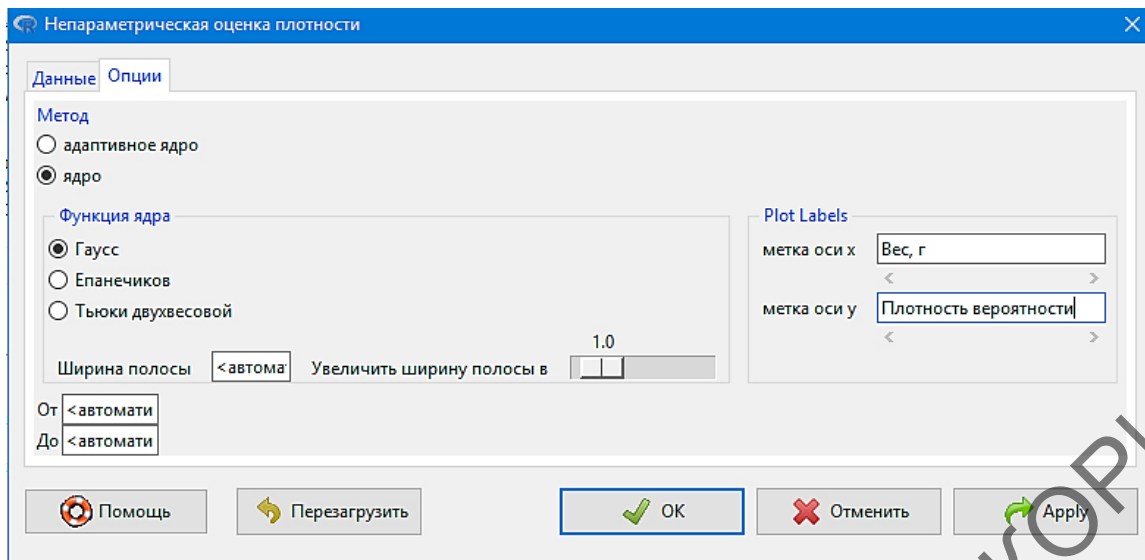 Непараметрическая оценка плотности
Данные Опции
Метод
адаптивное ядро
ядро
Функция ядра
Гаусс
Епанечиков
Тьюки двухвесовой
Ширина полосы <автома Увеличить ширину полосы в 1.0
Plot Labels
метка оси x Вес, г
метка оси y Плотность вероятности
От <автомати
До <автомати
Помощь Перезагрузить OK Отменить Apply